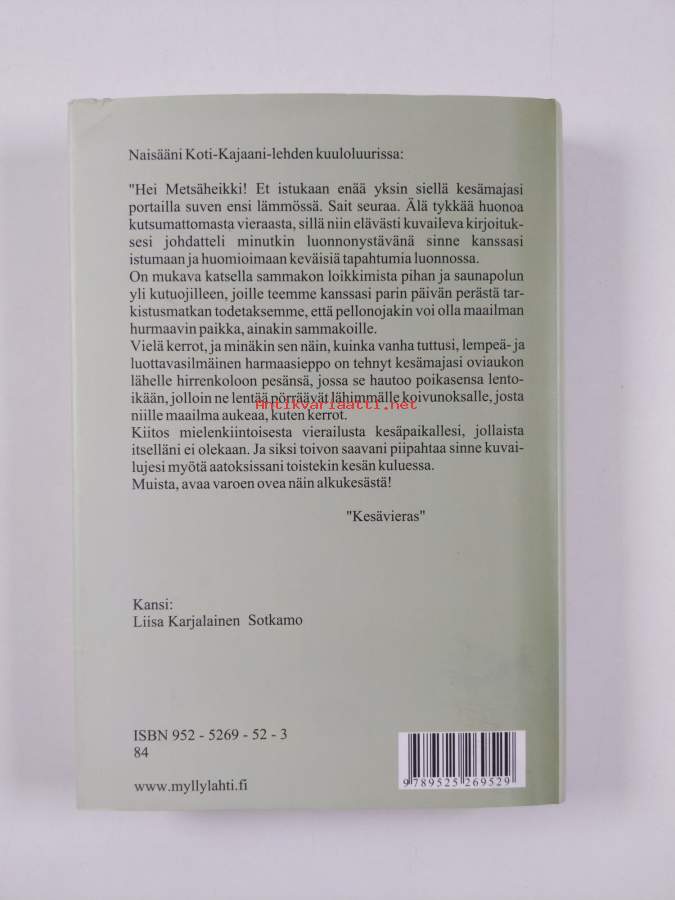 Naisääni Koti-Kajaani-lehden kuuloluurissa:
"Hei Metsäheikki! Et istukaan enää yksin siellä kesämajasi
portailla suven ensi lämmössä. Sait seuraa. Älä tykkää huonoa
kutsumattomasta vieraasta, sillä niin elävästi kuvaileva kirjoituk-
sesi johdatteli minutkin luonnonystävänä sinne kanssasi
istumaan ja huomioimaan keväisiä tapahtumia luonnossa.
On mukava katsella sammakon loikkimista pihan ja saunapolun
yli kutuojilleen, joille teemme kanssasi parin päivän perästä tar-
kistusmatkan todetaksemme, että pellonojakin voi olla maailman
hurmaavin paikka, ainakin sammakoille.
Vielä kerrot, ja minäkin sen näin, kuinka vanha tuttusi, lempeä- ja
luottavasilmäinen harmaasieppo on tehnyt kesämajasi oviaukon
lähelle hirrenkoloon pesänsä, jossa se hautoo poikasensa lento-
ikään, jolloin ne lentää pörräävät lähimmälle koivunoksalle, josta
niille maailma aukeaa, kuten kerrot.
Antikvariaatti.net
Kiitos mielenkiintoisesta vierailusta kesäpaikallesi, jollaista
itselläni ei olekaan. Ja siksi toivon saavani piipahtaa sinne kuvai-
lujesi myötä aatoksissani toistekin kesän kuluessa.
Muista, avaa varoen ovea näin alkukesästä!
"Kesävieras"
Kansi:
Liisa Karjalainen Sotkamo
ISBN 952 - 5269 - 52 - 3
84
www.myllylahti.fi
9 789525 269529